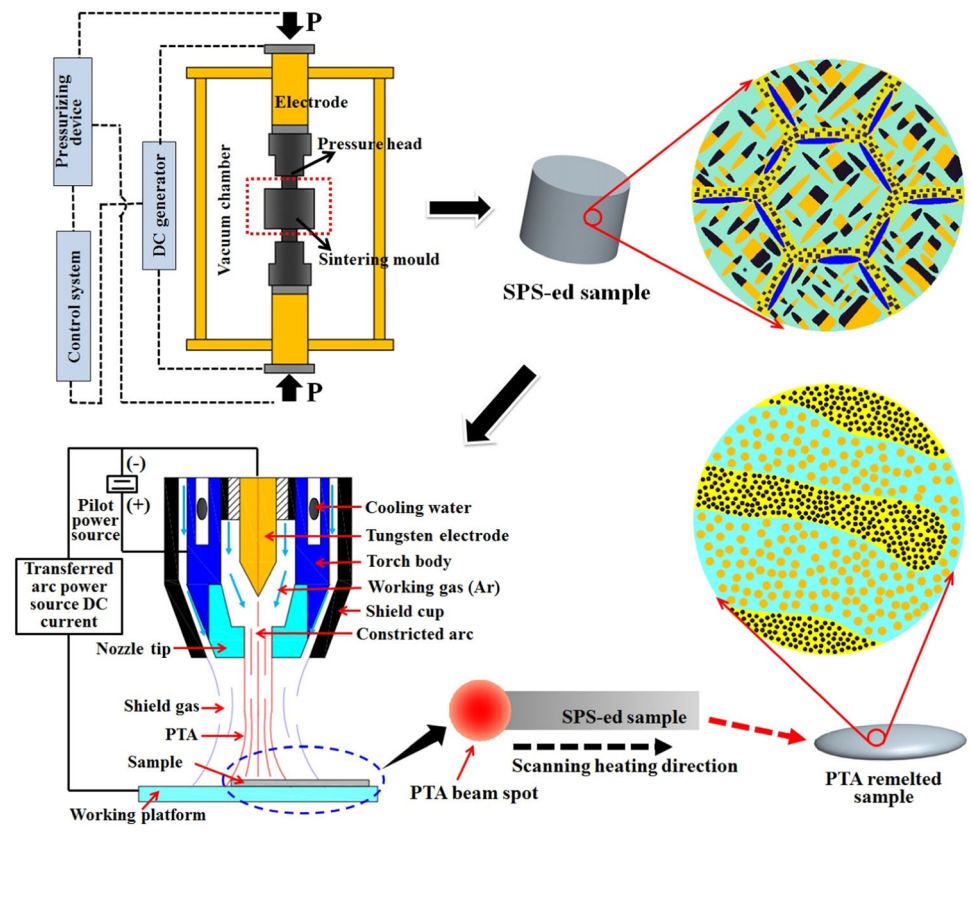 P
Pressurizing
device
Electrode
Pressure head
DC generator
Vacuum chamber
Sintering mould
Control system
P
SPS-ed sample
(-)
(+)
Pilot
power
source
Transferred
arc power
source DC
current
Cooling water
Tungsten electrode
Torch body
Working gas (Ar)
Shield cup
Constricted arc
Nozzle tip
Shield gas
PTA
Sample
Working platform
SPS-ed sample
Scanning heating direction
PTA beam spot
PTA remelted
sample